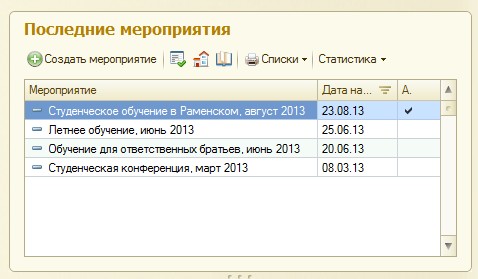 Последние мероприятия
Создать мероприятие Списки Статистика
Мероприятие Дата на... А.
Студенческое обучение в Раменском, август 2013 23.08.13
Летнее обучение, июнь 2013 25.06.13
Обучение для ответственных братьев, июнь 2013 20.06.13
Студенческая конференция, март 2013 08.03.13